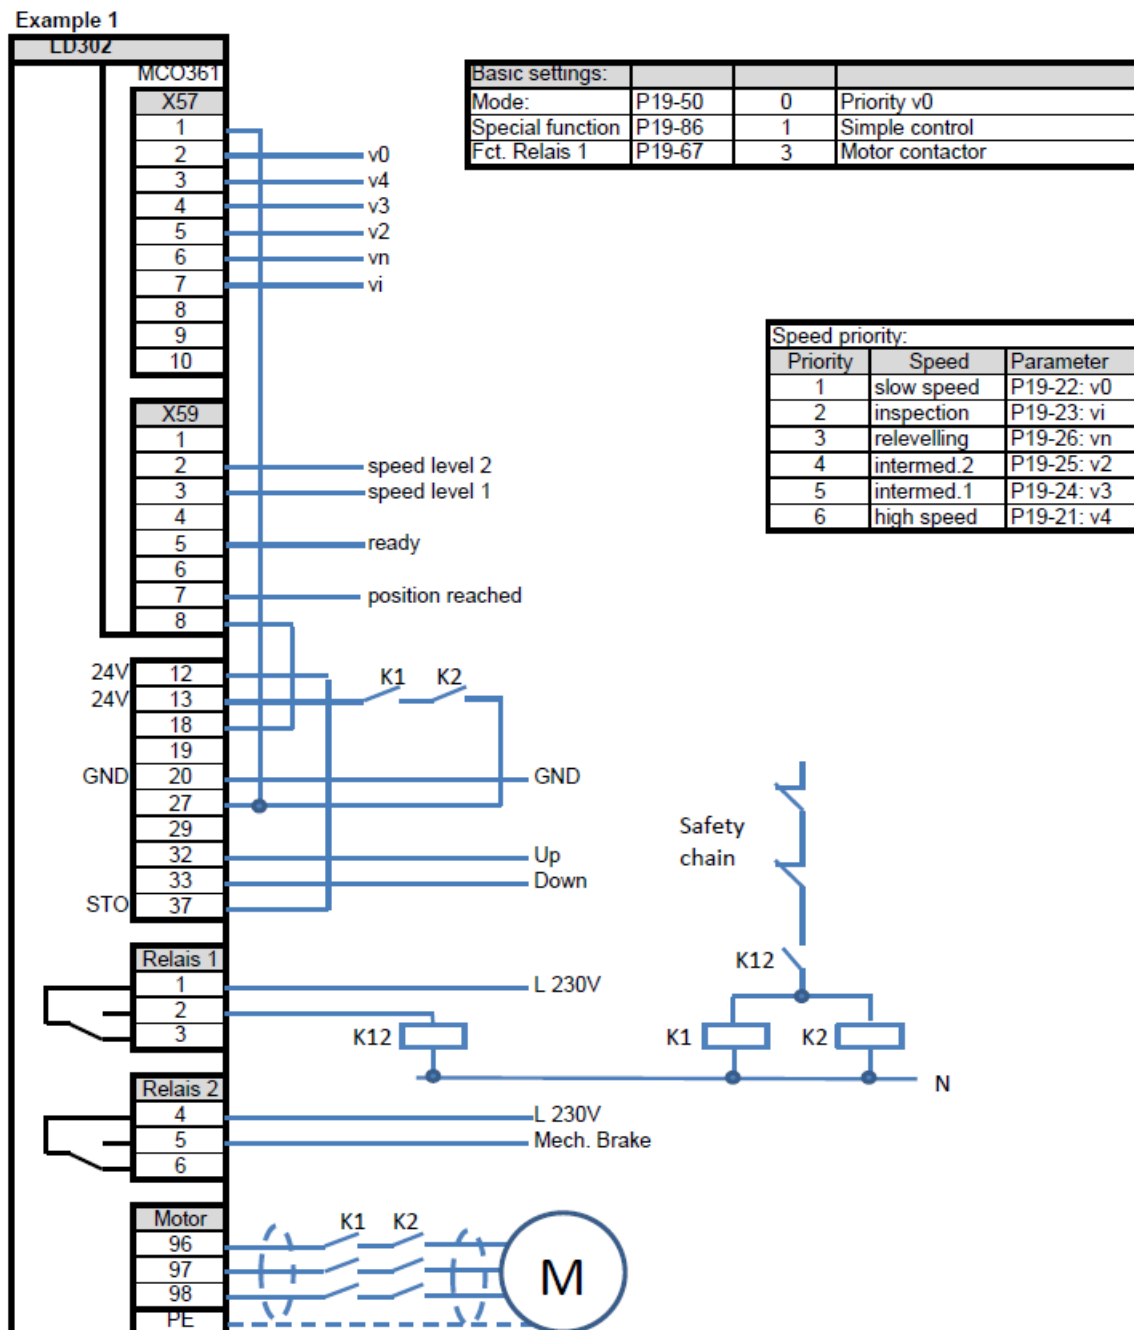 Example 1
LD302
MCO361
X57
1
2 v0
3 v4
4 v3
5 v2
6 vn
7 vi
8
9
10
Basic settings:
Mode: P19-50 0 Priority v0
Special function P19-86 1 Simple control
Fct. Relais 1 P19-67 3 Motor contactor
Speed priority:
Priority Speed Parameter
1 slow speed P19-22: v0
2 inspection P19-23: vi
3 relevelling P19-26: vn
4 intermed.2 P19-25: v2
5 intermed.1 P19-24: v3
6 high speed P19-21: v4
X59
1
2 speed level 2
3 speed level 1
4
5 ready
6
7 position reached
8
24V 12
24V 13 K1 K2
18
19
GND 20 GND
27
29
32 Up
33 Down
STO 37
Safety
chain
K12
K1 K2
N
Relais 1
1 L 230V
2
3 K12
Relais 2
4 L 230V
5 Mech. Brake
6
Motor
K1 K2
96
97
98
PE
M